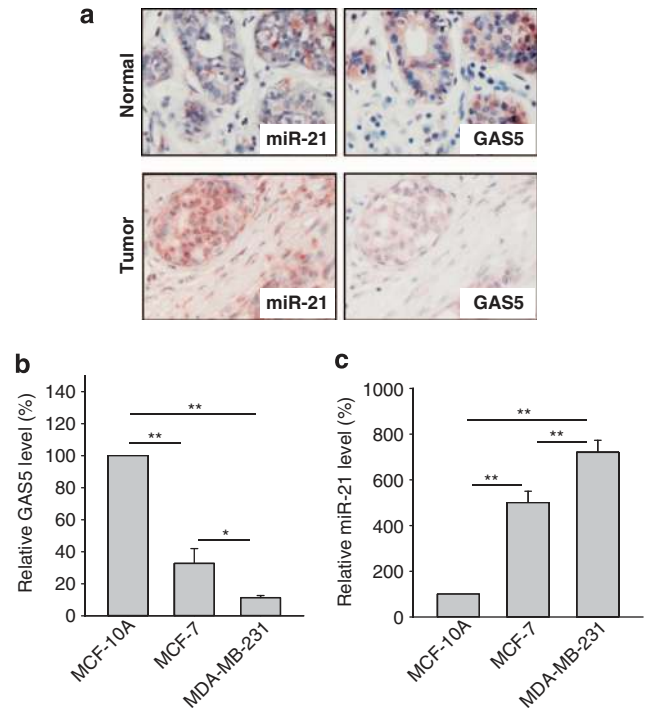 a
Normal
miR-21
GAS5
Tumor
miR-21
GAS5
b
Relative GAS5 level (%)
140
120
100
80
60
40
20
0
**
**
*
MCF-10A
MCF-7
MDA-MB-231
c
Relative miR-21 level (%)
1000
800
600
400
200
0
**
**
**
MCF-10A
MCF-7
MDA-MB-231